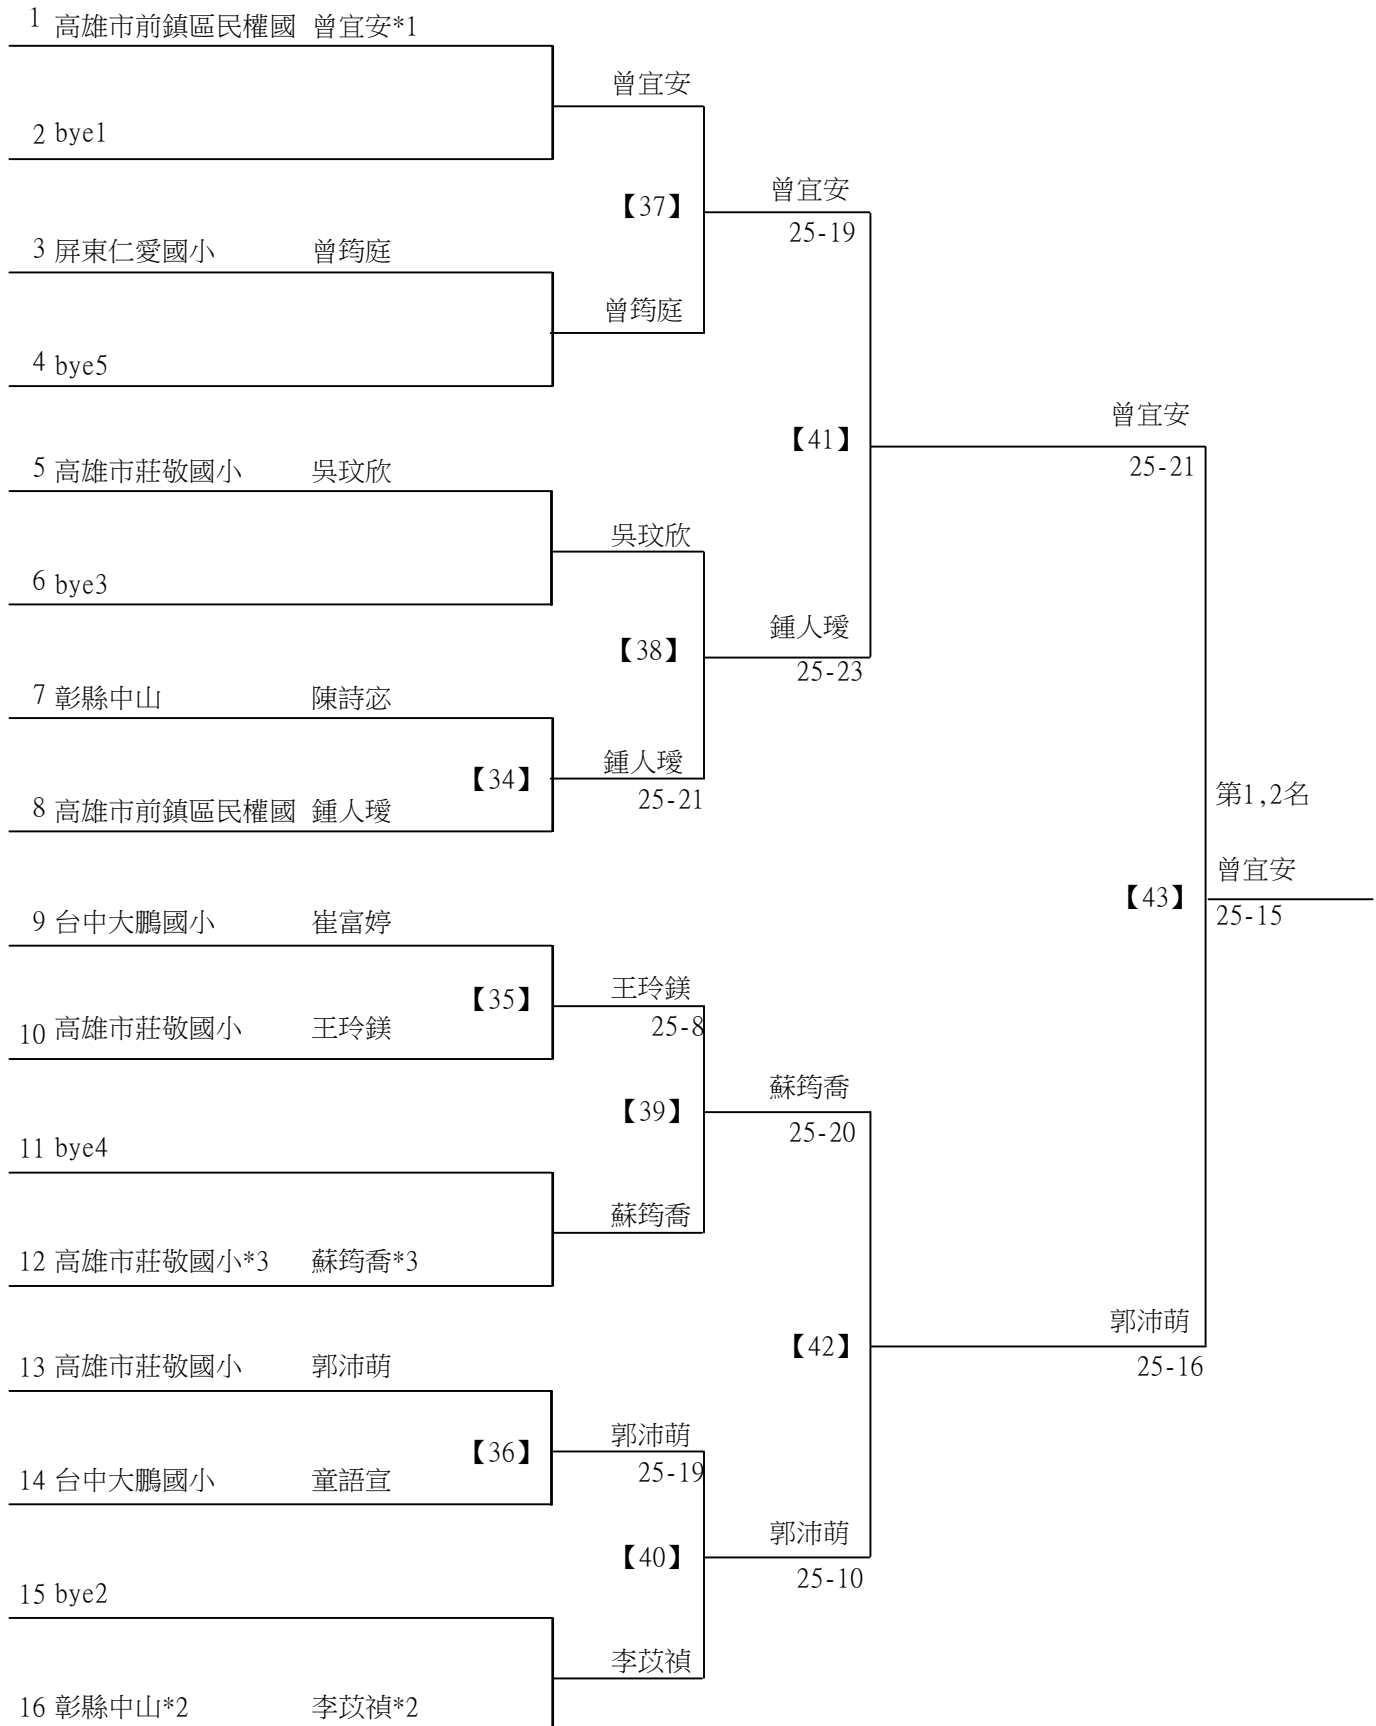 1 高雄市前鎮區民權國 曾宜安*1
曾宜安
2 bye1
曾宜安
【37】
25-19
3 屏東仁愛國小 曾筠庭
曾筠庭
4 bye5
曾宜安
【41】
25-21
5 高雄市莊敬國小 吳玟欣
吳玟欣
6 bye3
鍾人瑷
【38】
25-23
7 彰縣中山 陳詩宓
鍾人瑷
【34】
25-21
8 高雄市前鎮區民權國 鍾人瑷
第1,2名
曾宜安
【43】
25-15
9 台中大鵬國小 崔富婷
王玲鎂
【35】
25-8
10 高雄市莊敬國小 王玲鎂
蘇筠喬
【39】
25-20
11 bye4
蘇筠喬
12 高雄市莊敬國小*3 蘇筠喬*3
郭沛萌
【42】
25-16
13 高雄市莊敬國小 郭沛萌
郭沛萌
【36】
25-19
14 台中大鵬國小 童語宣
郭沛萌
【40】
25-10
15 bye2
李苡禎
16 彰縣中山*2 李苡禎*2